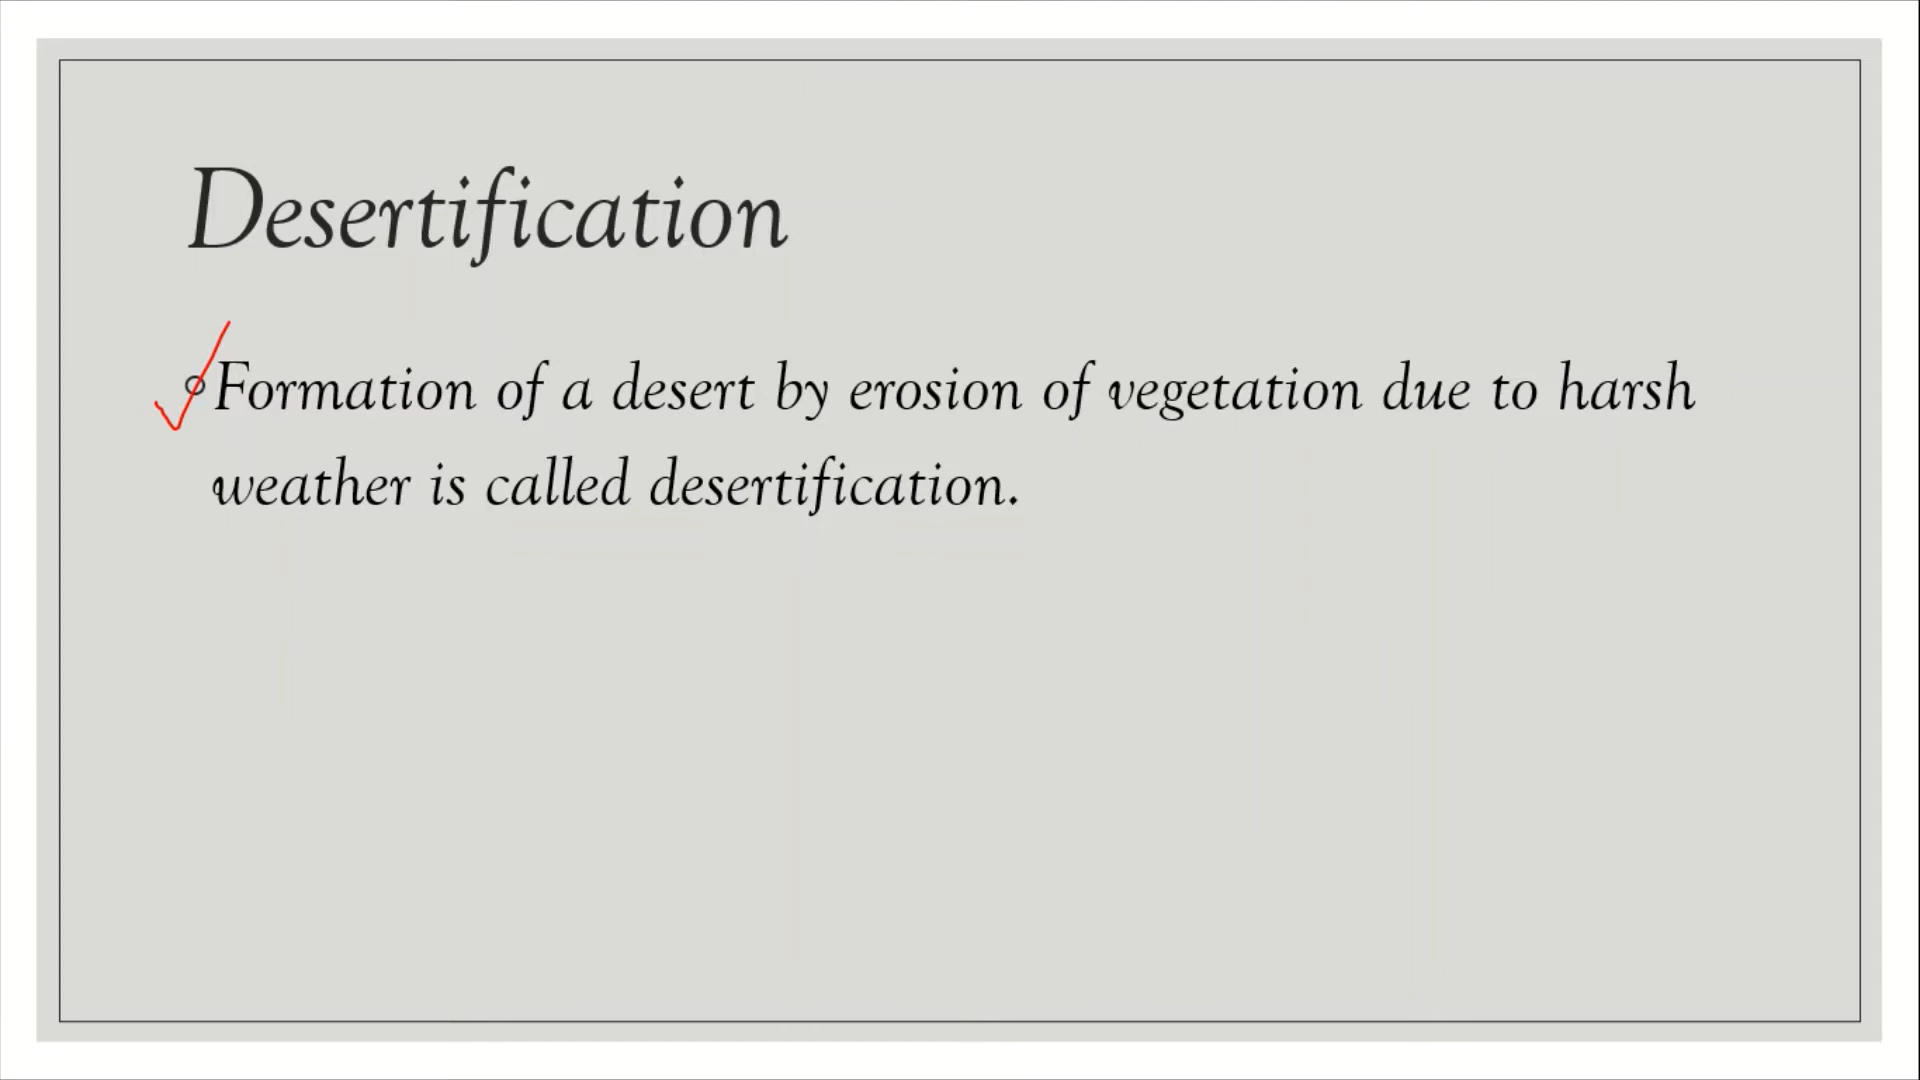 Desertification
Formation of a desert by erosion of vegetation due to harsh
weather is called desertification.